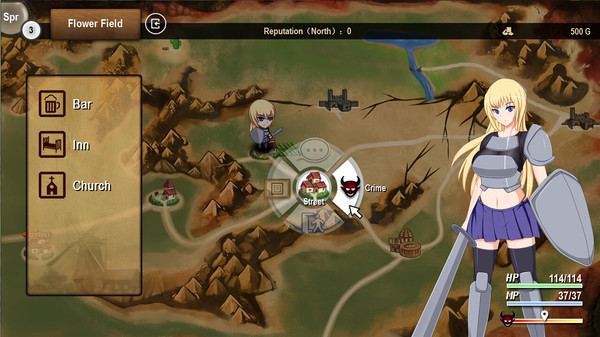 Spr
3
Flower Field
Reputation (North) : 0
500 G
Bar
Inn
Church
Crime
Street
HP 114/114
MP 37/37